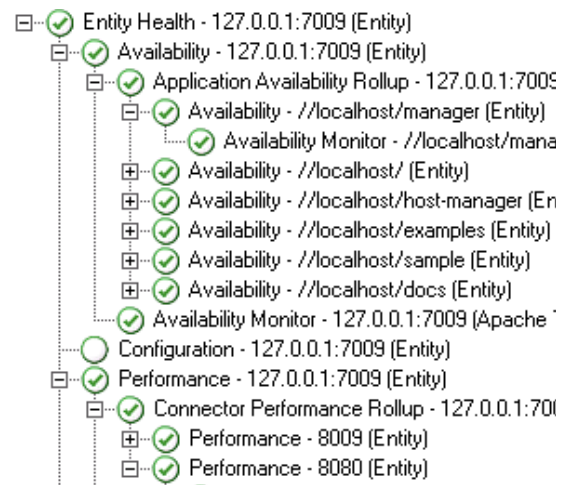 Entity Health - 127.0.0.1:7009 (Entity)
Availability - 127.0.0.1:7009 (Entity)
Application Availability Rollup - 127.0.0.1:7009
Availability - //localhost/manager (Entity)
Availability Monitor - //localhost/mana
Availability - //localhost/ (Entity)
Availability - //localhost/host-manager (En
Availability - //localhost/examples (Entity)
Availability - //localhost/sample (Entity)
Availability - //localhost/docs (Entity)
Availability Monitor - 127.0.0.1:7009 (Apache
Configuration - 127.0.0.1:7009 (Entity)
Performance - 127.0.0.1:7009 (Entity)
Connector Performance Rollup - 127.0.0.1:70
Performance - 8009 (Entity)
Performance - 8080 (Entity)